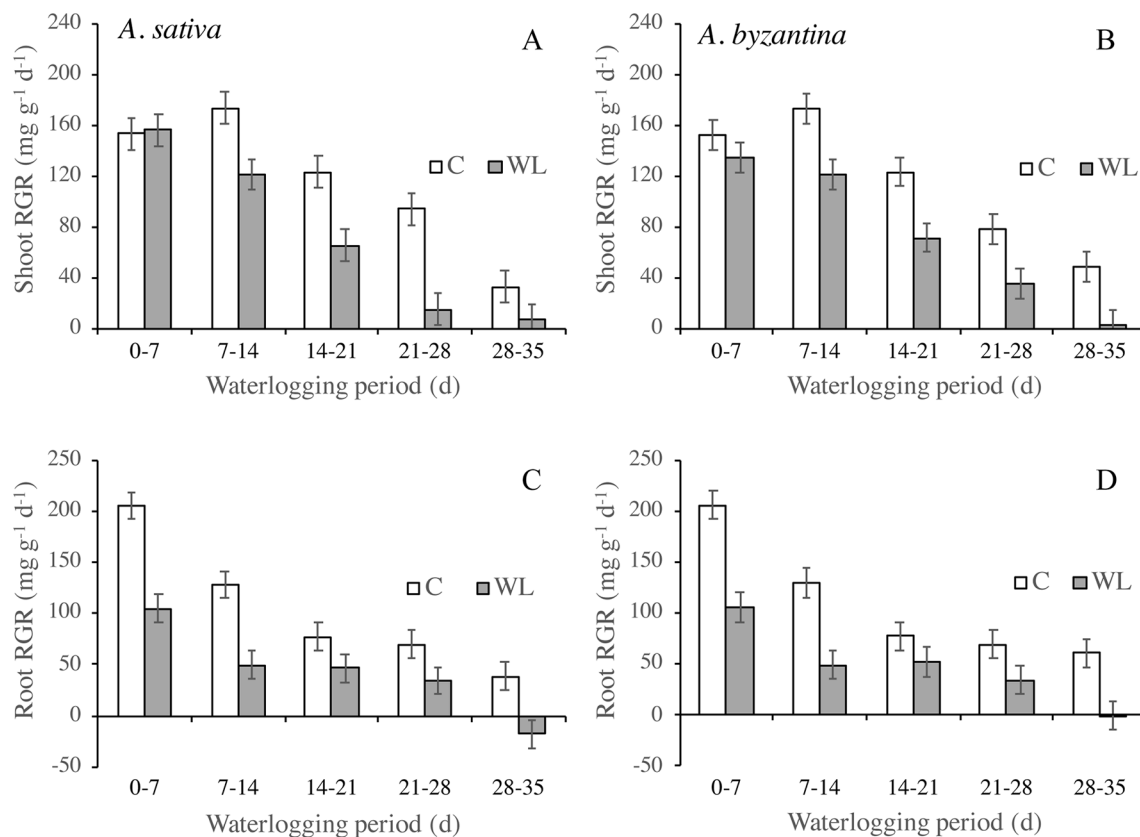 A. sativa
A
Shoot RGR (mg g⁻¹ d⁻¹)
240
200
160
120
80
40
0
C WL
0-7 7-14 14-21 21-28 28-35
Waterlogging period (d)
A. byzantina
B
Shoot RGR (mg g⁻¹ d⁻¹)
240
200
160
120
80
40
0
C WL
0-7 7-14 14-21 21-28 28-35
Waterlogging period (d)
C
Root RGR (mg g⁻¹ d⁻¹)
250
200
150
100
50
0
-50
C WL
0-7 7-14 14-21 21-28 28-35
Waterlogging period (d)
D
Root RGR (mg g⁻¹ d⁻¹)
250
200
150
100
50
0
-50
C WL
0-7 7-14 14-21 21-28 28-35
Waterlogging period (d)